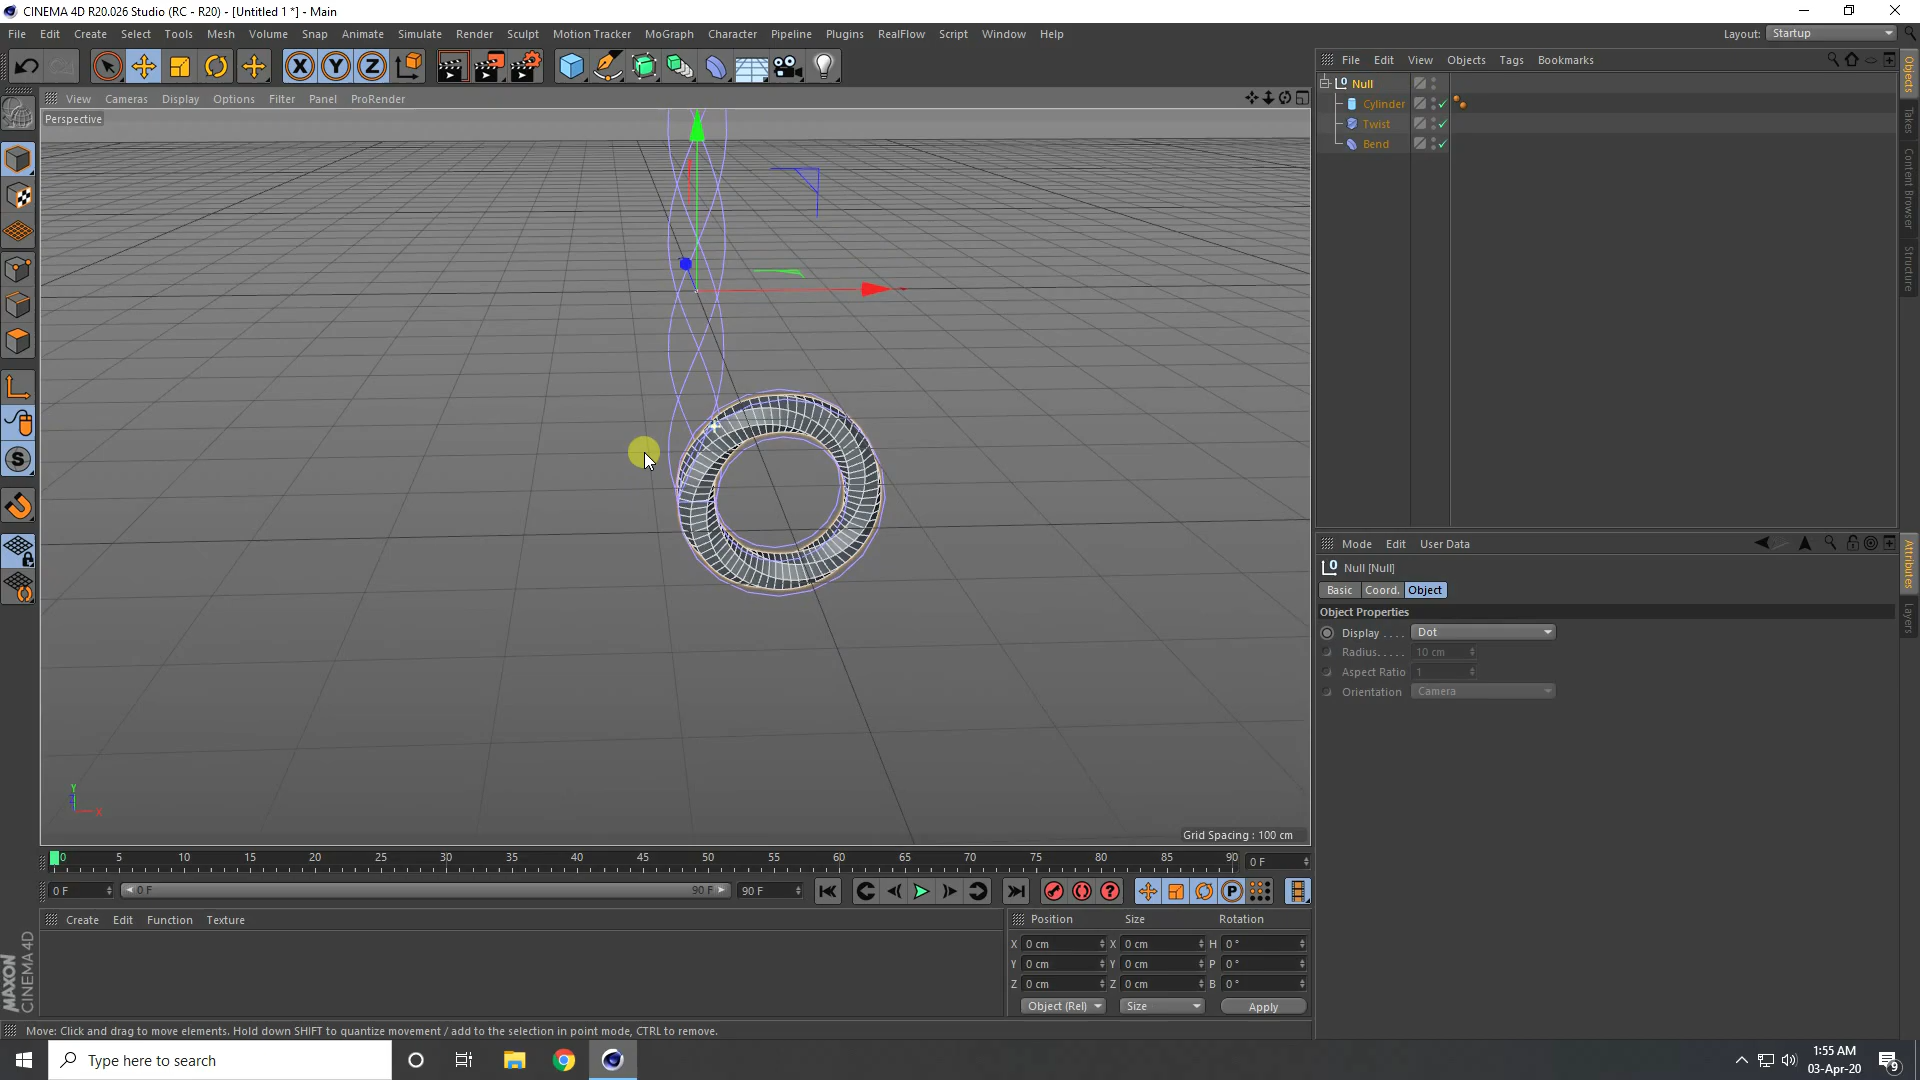 CINEMA 4D R20.026 Studio (RC - R20) - [Untitled 1 *] - Main
File Edit Create Select Tools Mesh Volume Snap Animate Simulate Render Sculpt Motion Tracker MoGraph Character Pipeline Plugins RealFlow Script Window Help Layout: Startup
File Edit View Objects Tags Bookmarks
View Cameras Display Options Filter Panel ProRender
Perspective
Null
Cylinder
Twist
Bend
Objects
Takes
Content Browser
Structure
Mode Edit User Data
Null [Null]
Basic Coord. Object
Object Properties
Display . . . . Dot
Radius. . . . . 10 cm
Aspect Ratio 1
Orientation Camera
Attributes
Layers
Y
Z
X
Grid Spacing : 100 cm
0 5 10 15 20 25 30 35 40 45 50 55 60 65 70 75 80 85 90 0 F
0 F 0 F 90 F 90 F
Create Edit Function Texture
Position Size Rotation
X 0 cm X 0 cm H 0 °
Y 0 cm Y 0 cm P 0 °
Z 0 cm Z 0 cm B 0 °
Object (Rel) Size Apply
MAXON
CINEMA 4D
Move: Click and drag to move elements. Hold down SHIFT to quantize movement / add to the selection in point mode, CTRL to remove.
Type here to search
1:55 AM
03-Apr-20
9